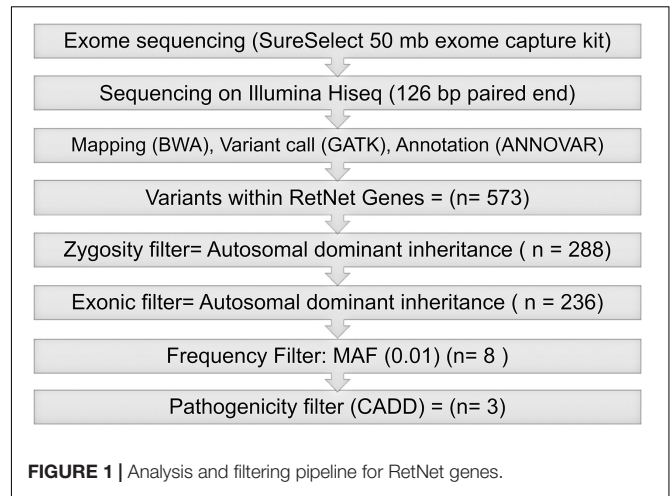 Exome sequencing (SureSelect 50 mb exome capture kit)
Sequencing on Illumina Hiseq (126 bp paired end)
Mapping (BWA), Variant call (GATK), Annotation (ANNOVAR)
Variants within RetNet Genes = (n= 573)
Zygosity filter= Autosomal dominant inheritance ( n = 288)
Exonic filter= Autosomal dominant inheritance ( n = 236)
Frequency Filter: MAF (0.01) (n= 8 )
Pathogenicity filter (CADD) = (n= 3)
FIGURE 1 | Analysis and filtering pipeline for RetNet genes.